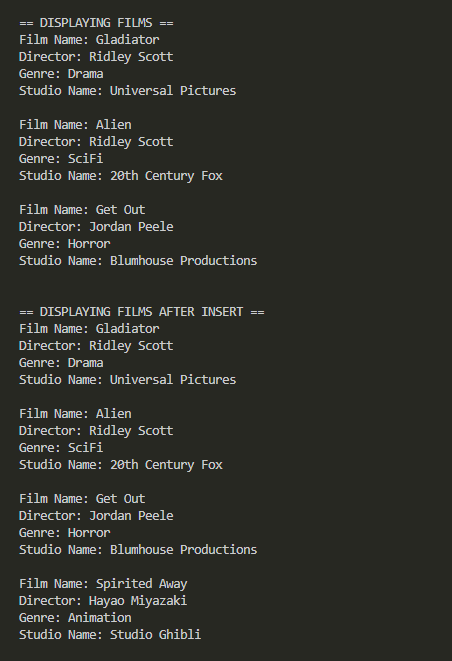 == DISPLAYING FILMS ==
Film Name: Gladiator
Director: Ridley Scott
Genre: Drama
Studio Name: Universal Pictures

Film Name: Alien
Director: Ridley Scott
Genre: SciFi
Studio Name: 20th Century Fox

Film Name: Get Out
Director: Jordan Peele
Genre: Horror
Studio Name: Blumhouse Productions

== DISPLAYING FILMS AFTER INSERT ==
Film Name: Gladiator
Director: Ridley Scott
Genre: Drama
Studio Name: Universal Pictures

Film Name: Alien
Director: Ridley Scott
Genre: SciFi
Studio Name: 20th Century Fox

Film Name: Get Out
Director: Jordan Peele
Genre: Horror
Studio Name: Blumhouse Productions

Film Name: Spirited Away
Director: Hayao Miyazaki
Genre: Animation
Studio Name: Studio Ghibli